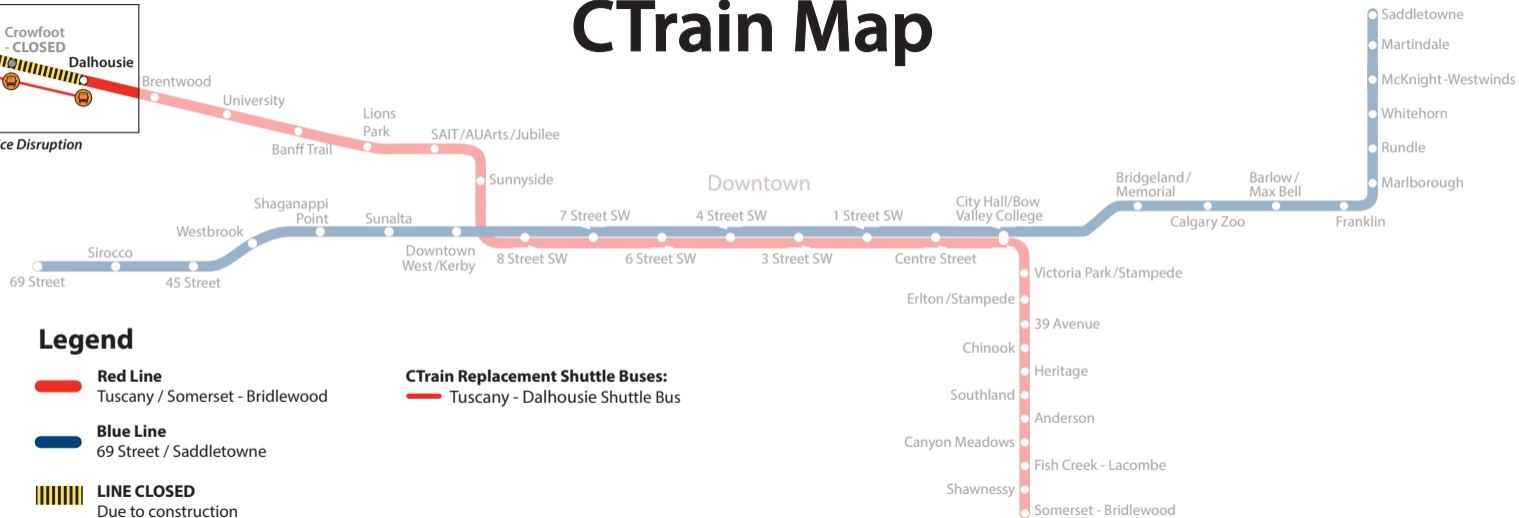 CTrain Map
Crowfoot
- CLOSED
Dalhousie
ce Disruption
Brentwood
University
Banff Trail
Lions
Park
SAIT/AUArts/Jubilee
Sunnyside
Downtown
69 Street
Sirocco
45 Street
Westbrook
Shaganappi
Point
Sunalta
Downtown
West/Kerby
8 Street SW
7 Street SW
6 Street SW
4 Street SW
3 Street SW
1 Street SW
Centre Street
City Hall/Bow
Valley College
Bridgeland/
Memorial
Calgary Zoo
Barlow/
Max Bell
Franklin
Saddletowne
Martindale
McKnight-Westwinds
Whitehorn
Rundle
Marlborough
Victoria Park/Stampede
Erlton/Stampede
39 Avenue
Chinook
Heritage
Southland
Anderson
Canyon Meadows
Fish Creek - Lacombe
Shawnessy
Somerset - Bridlewood
Legend
Red Line
Tuscany / Somerset - Bridlewood
Blue Line
69 Street / Saddletowne
LINE CLOSED
Due to construction
CTrain Replacement Shuttle Buses:
Tuscany - Dalhousie Shuttle Bus